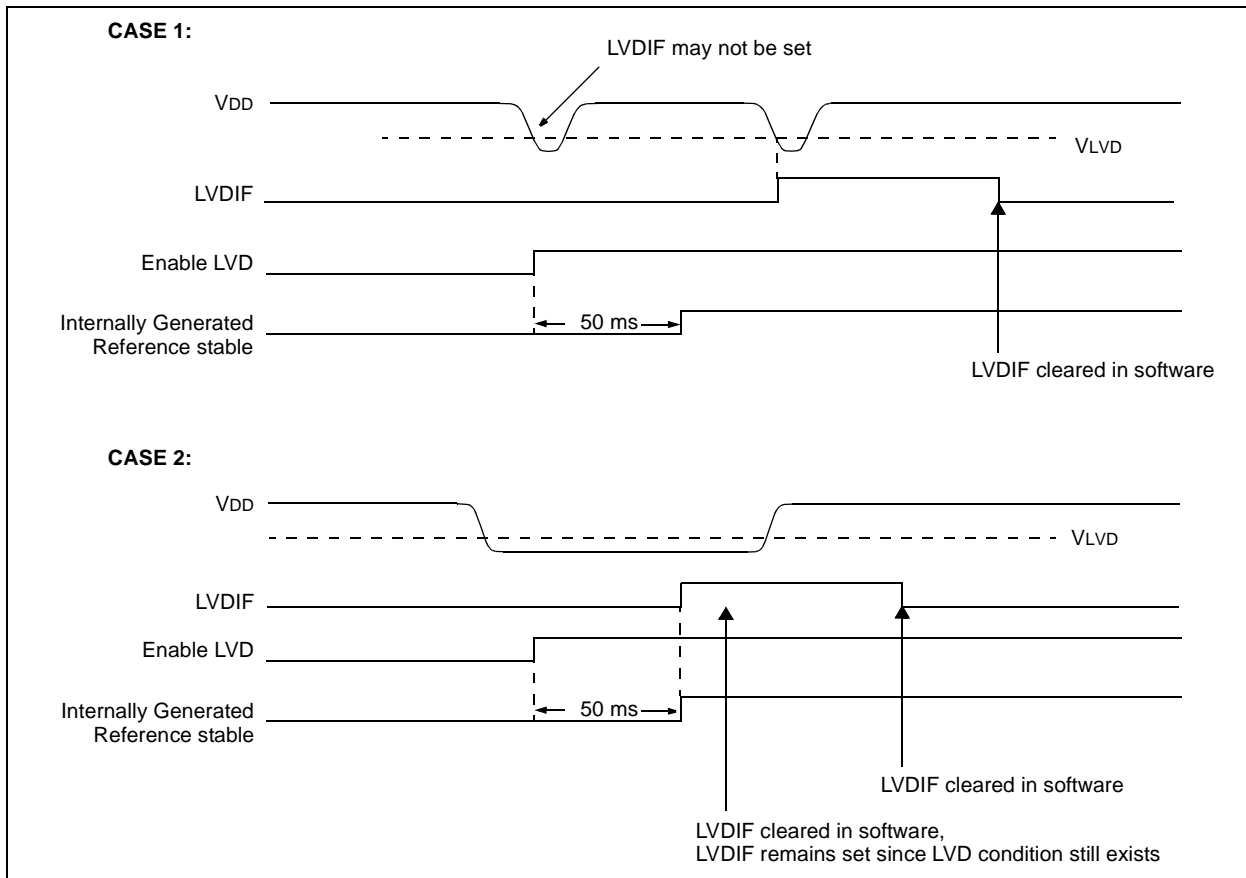 CASE 1:
LVDIF may not be set
VDD
VLVD
LVDIF
Enable LVD
50 ms
Internally Generated
Reference stable
LVDIF cleared in software
CASE 2:
VDD
VLVD
LVDIF
Enable LVD
50 ms
Internally Generated
Reference stable
LVDIF cleared in software
LVDIF cleared in software,
LVDIF remains set since LVD condition still exists